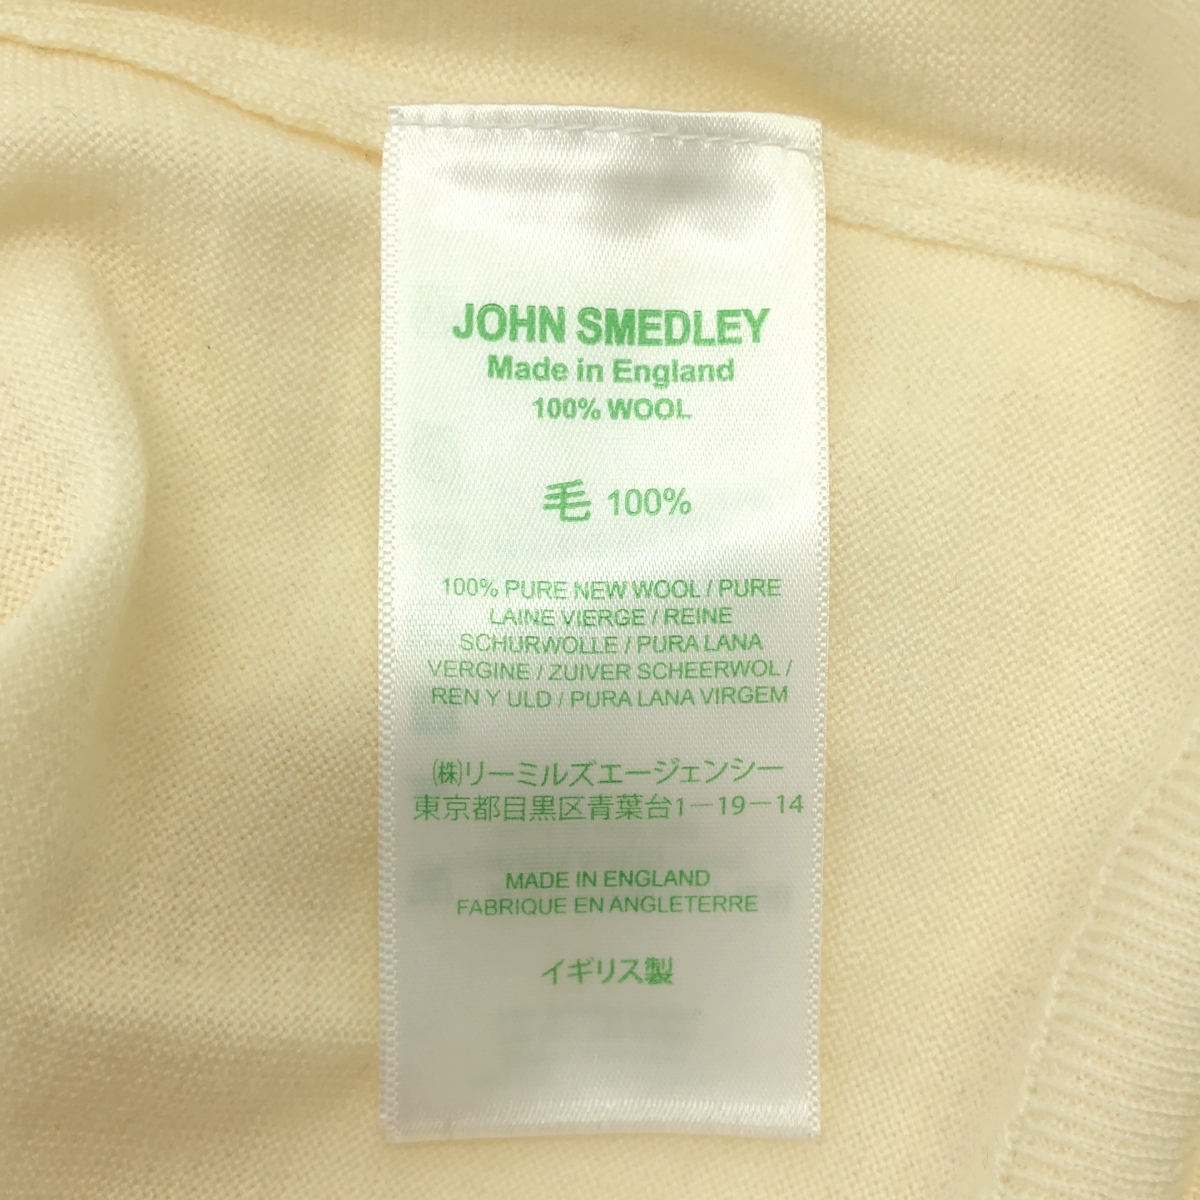 JOHN SMEDLEY
Made in England
100% WOOL
毛 100%
100% PURE NEW WOOL / PURE
LAINE VIERGE / REINE
SCHURWOLLE / PURA LANA
VERGINE / ZUIVER SCHEERWOL /
REN Y ULD / PURA LANA VIRGEM
㈱リーミルズエージェンシー
東京都目黒区青葉台1－19－14
MADE IN ENGLAND
FABRIQUE EN ANGLETERRE
イギリス製